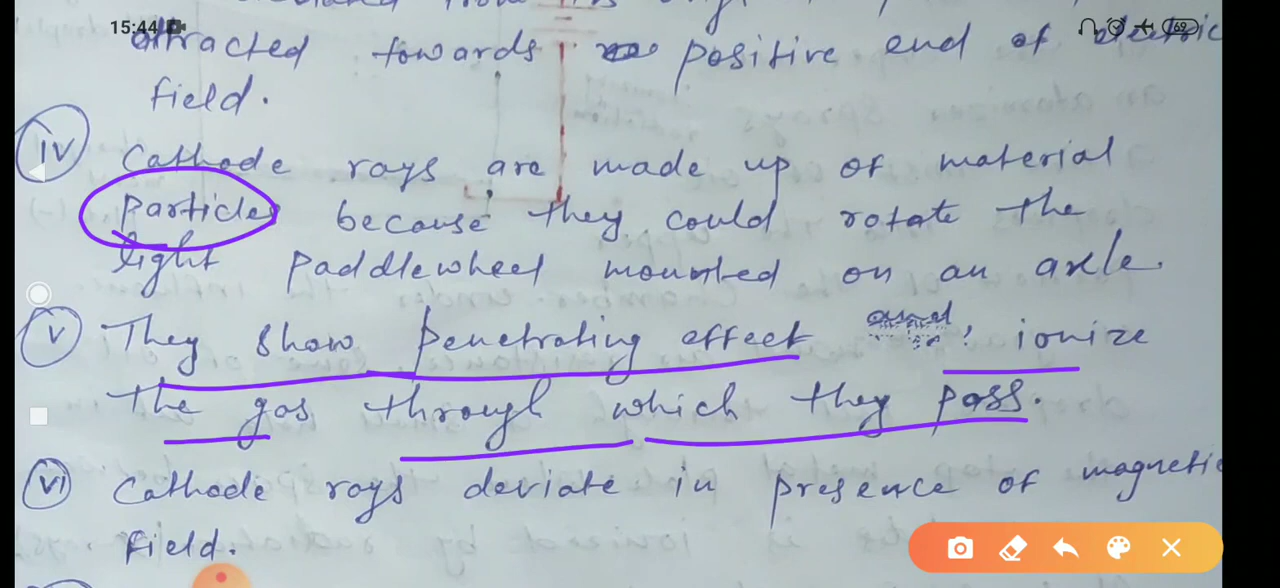 15:44
69
attracted towards positive end of electric
field.
iv Cathode rays are made up of material
particles because they could rotate the
light paddlewheel mounted on an axle.
v They show penetrating effect, ionize
the gas through which they pass.
vi Cathode rays deviate in presence of magnetic
field.